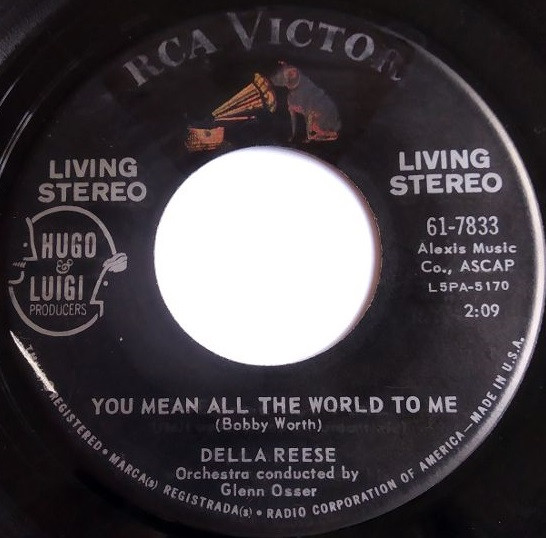 RCA VICTOR
LIVING
STEREO
LIVING
STEREO
HUGO
&
LUIGI
PRODUCERS
61-7833
Alexis Music
Co., ASCAP
L5PA-5170
2:09
YOU MEAN ALL THE WORLD TO ME
(Bobby Worth)
DELLA REESE
Orchestra conducted by
Glenn Osser
REGISTERED • MARCA(s) REGISTRADA(s) • RADIO CORPORATION OF AMERICA—MADE IN U.S.A.